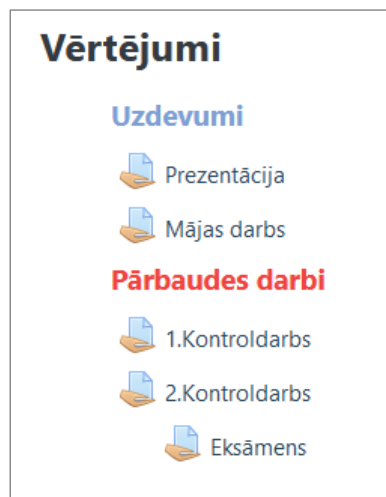 Vērtējumi
Uzdevumi
Prezentācija
Mājas darbs
Pārbaudes darbi
1.Kontroldarbs
2.Kontroldarbs
Eksāmens